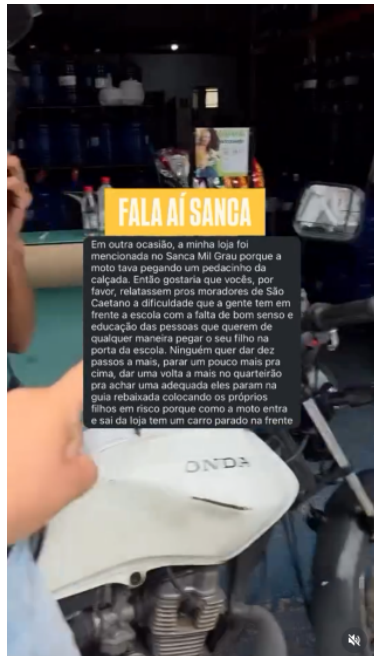 FALA AÍ SANCA
Em outra ocasião, a minha loja foi
mencionada no Sanca Mil Grau porque a
moto tava pegando um pedacinho da
calçada. Então gostaria que vocês, por
favor, relatassem pros moradores de São
Caetano a dificuldade que a gente tem em
frente a escola com a falta de bom senso e
educação das pessoas que querem de
qualquer maneira pegar o seu filho na
porta da escola. Ninguém quer dar dez
passos a mais, parar um pouco mais pra
cima, dar uma volta a mais no quarteirão
pra achar uma adequada eles param na
guia rebaixada colocando os próprios
filhos em risco porque como a moto entra
e sai da loja tem um carro parado na frente
ONDA